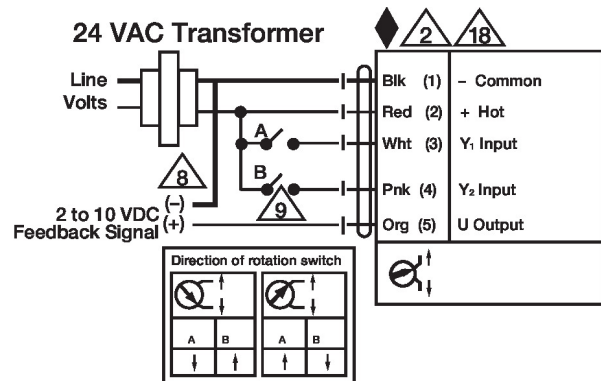 24 VAC Transformer
2 18
Line Volts
Blk (1) – Common
Red (2) + Hot
A
Wht (3) Y₁ Input
B
Pnk (4) Y₂ Input
8
9
2 to 10 VDC (–)
Feedback Signal (+)
Org (5) U Output
Direction of rotation switch
A B A B